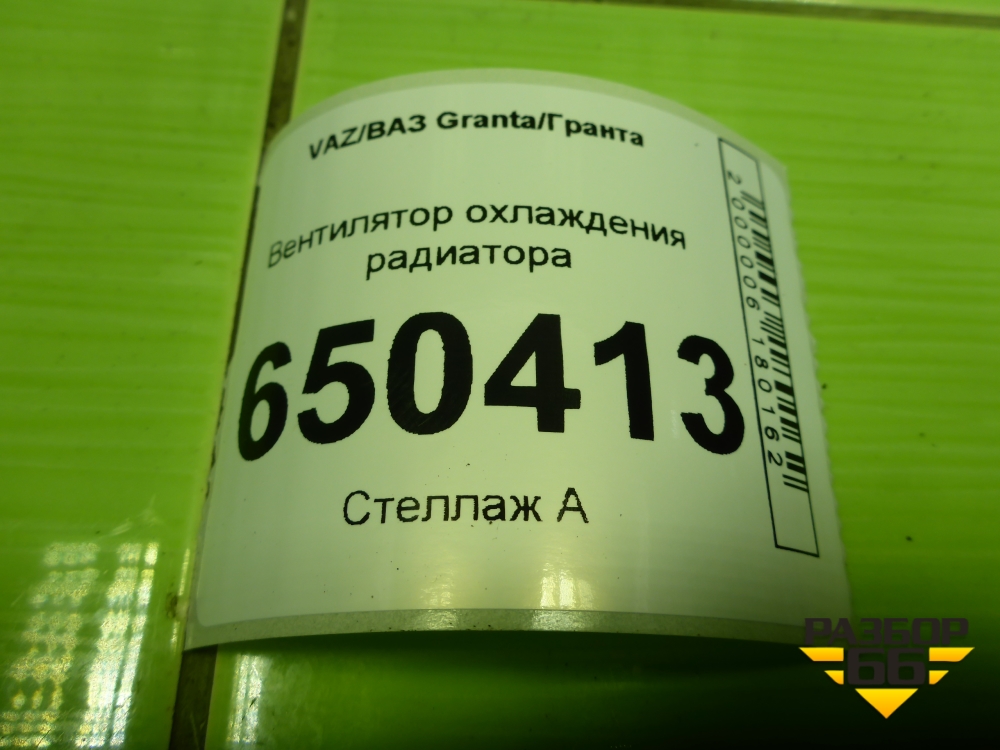 VAZ/ВАЗ Granta/Гранта
Вентилятор охлаждения
радиатора
650413
Стеллаж А
2000006180162
РАЗБОР
66